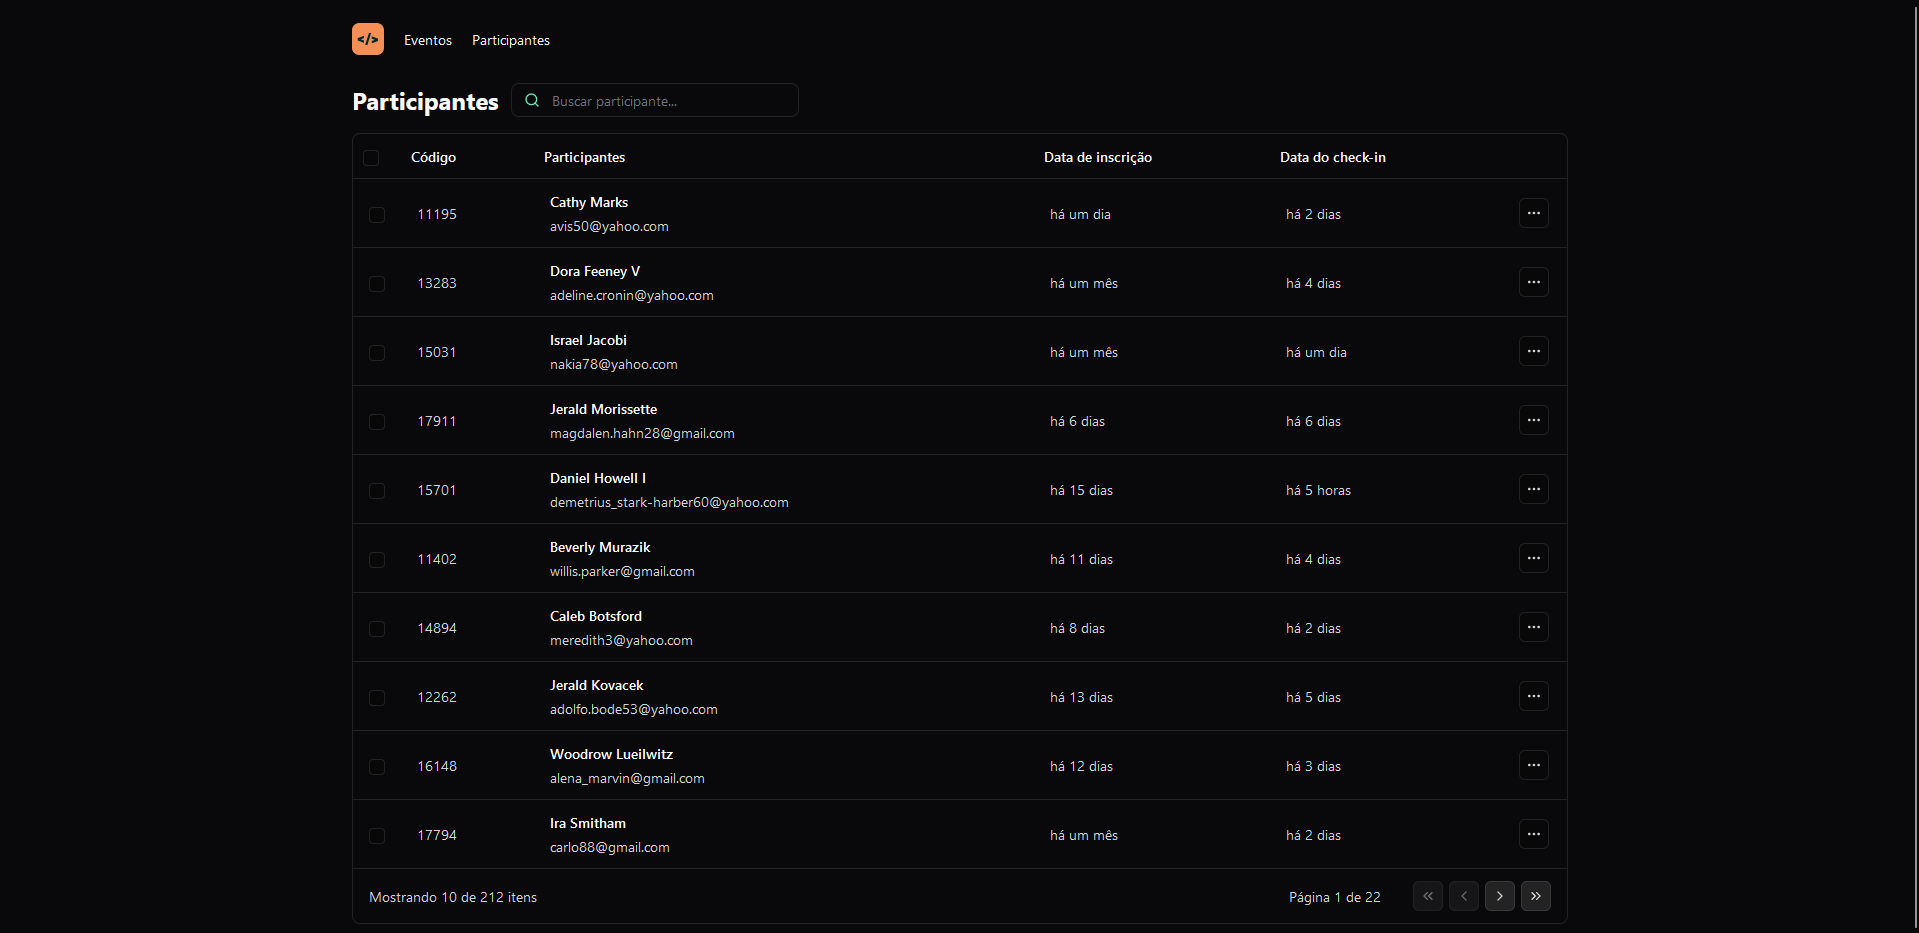 </>
Eventos Participantes
Participantes
Buscar participante...
Código Participantes Data de inscrição Data do check-in
Cathy Marks
11195 há um dia há 2 dias
avis50@yahoo.com
Dora Feeney V
13283 há um mês há 4 dias
adeline.cronin@yahoo.com
Israel Jacobi
15031 há um mês há um dia
nakia78@yahoo.com
Jerald Morissette
17911 há 6 dias há 6 dias
magdalen.hahn28@gmail.com
Daniel Howell I
15701 há 15 dias há 5 horas
demetrius_stark-harber60@yahoo.com
Beverly Murazik
11402 há 11 dias há 4 dias
willis.parker@gmail.com
Caleb Botsford
14894 há 8 dias há 2 dias
meredith3@yahoo.com
Jerald Kovacek
12262 há 13 dias há 5 dias
adolfo.bode53@yahoo.com
Woodrow Lueilwitz
16148 há 12 dias há 3 dias
alena_marvin@gmail.com
Ira Smitham
17794 há um mês há 2 dias
carlo88@gmail.com
Mostrando 10 de 212 itens Página 1 de 22